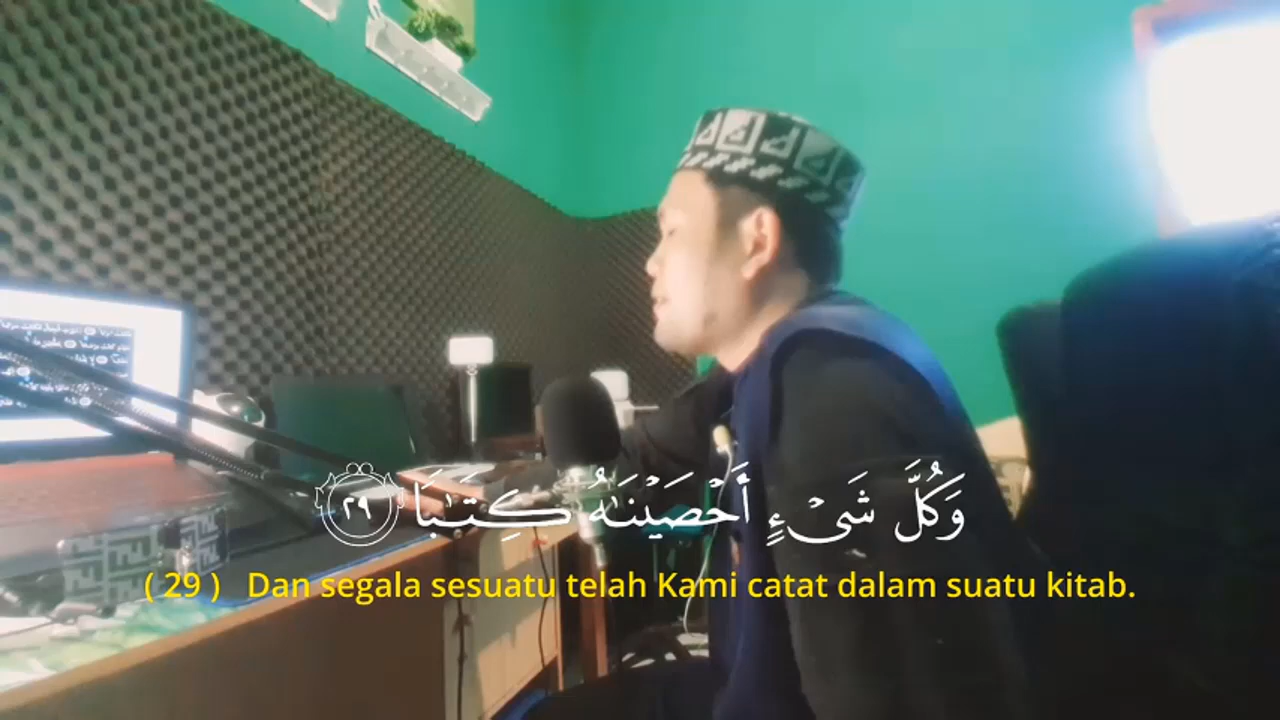 وَكُلَّ شَىْءٍ أَحْصَيْنَـٰهُ كِتَـٰبًا ٢٩
( 29 ) Dan segala sesuatu telah Kami catat dalam suatu kitab.